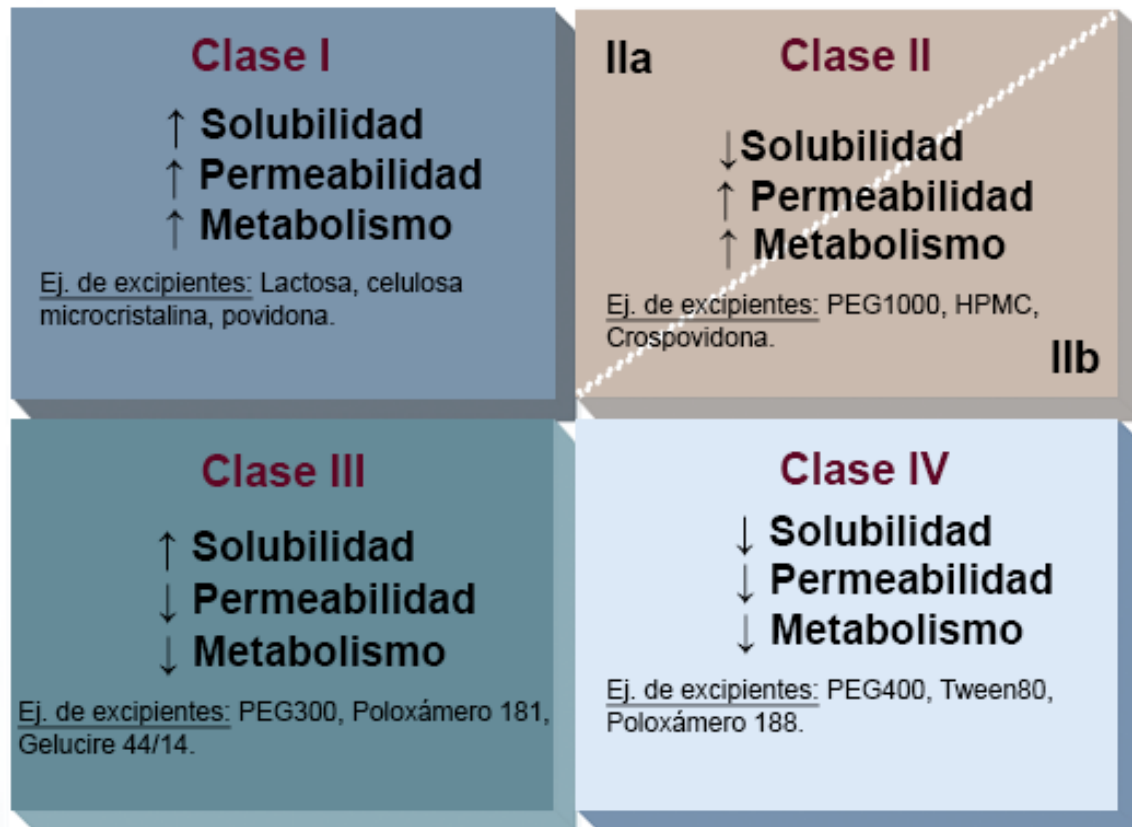 Clase I
↑ Solubilidad
↑ Permeabilidad
↑ Metabolismo
Ej. de excipientes: Lactosa, celulosa
microcristalina, povidona.
IIa
Clase II
↓Solubilidad
↑ Permeabilidad
↑ Metabolismo
Ej. de excipientes: PEG1000, HPMC,
Crospovidona.
IIb
Clase III
↑ Solubilidad
↓ Permeabilidad
↓ Metabolismo
Ej. de excipientes: PEG300, Poloxámero 181,
Gelucire 44/14.
Clase IV
↓ Solubilidad
↓ Permeabilidad
↓ Metabolismo
Ej. de excipientes: PEG400, Tween80,
Poloxámero 188.